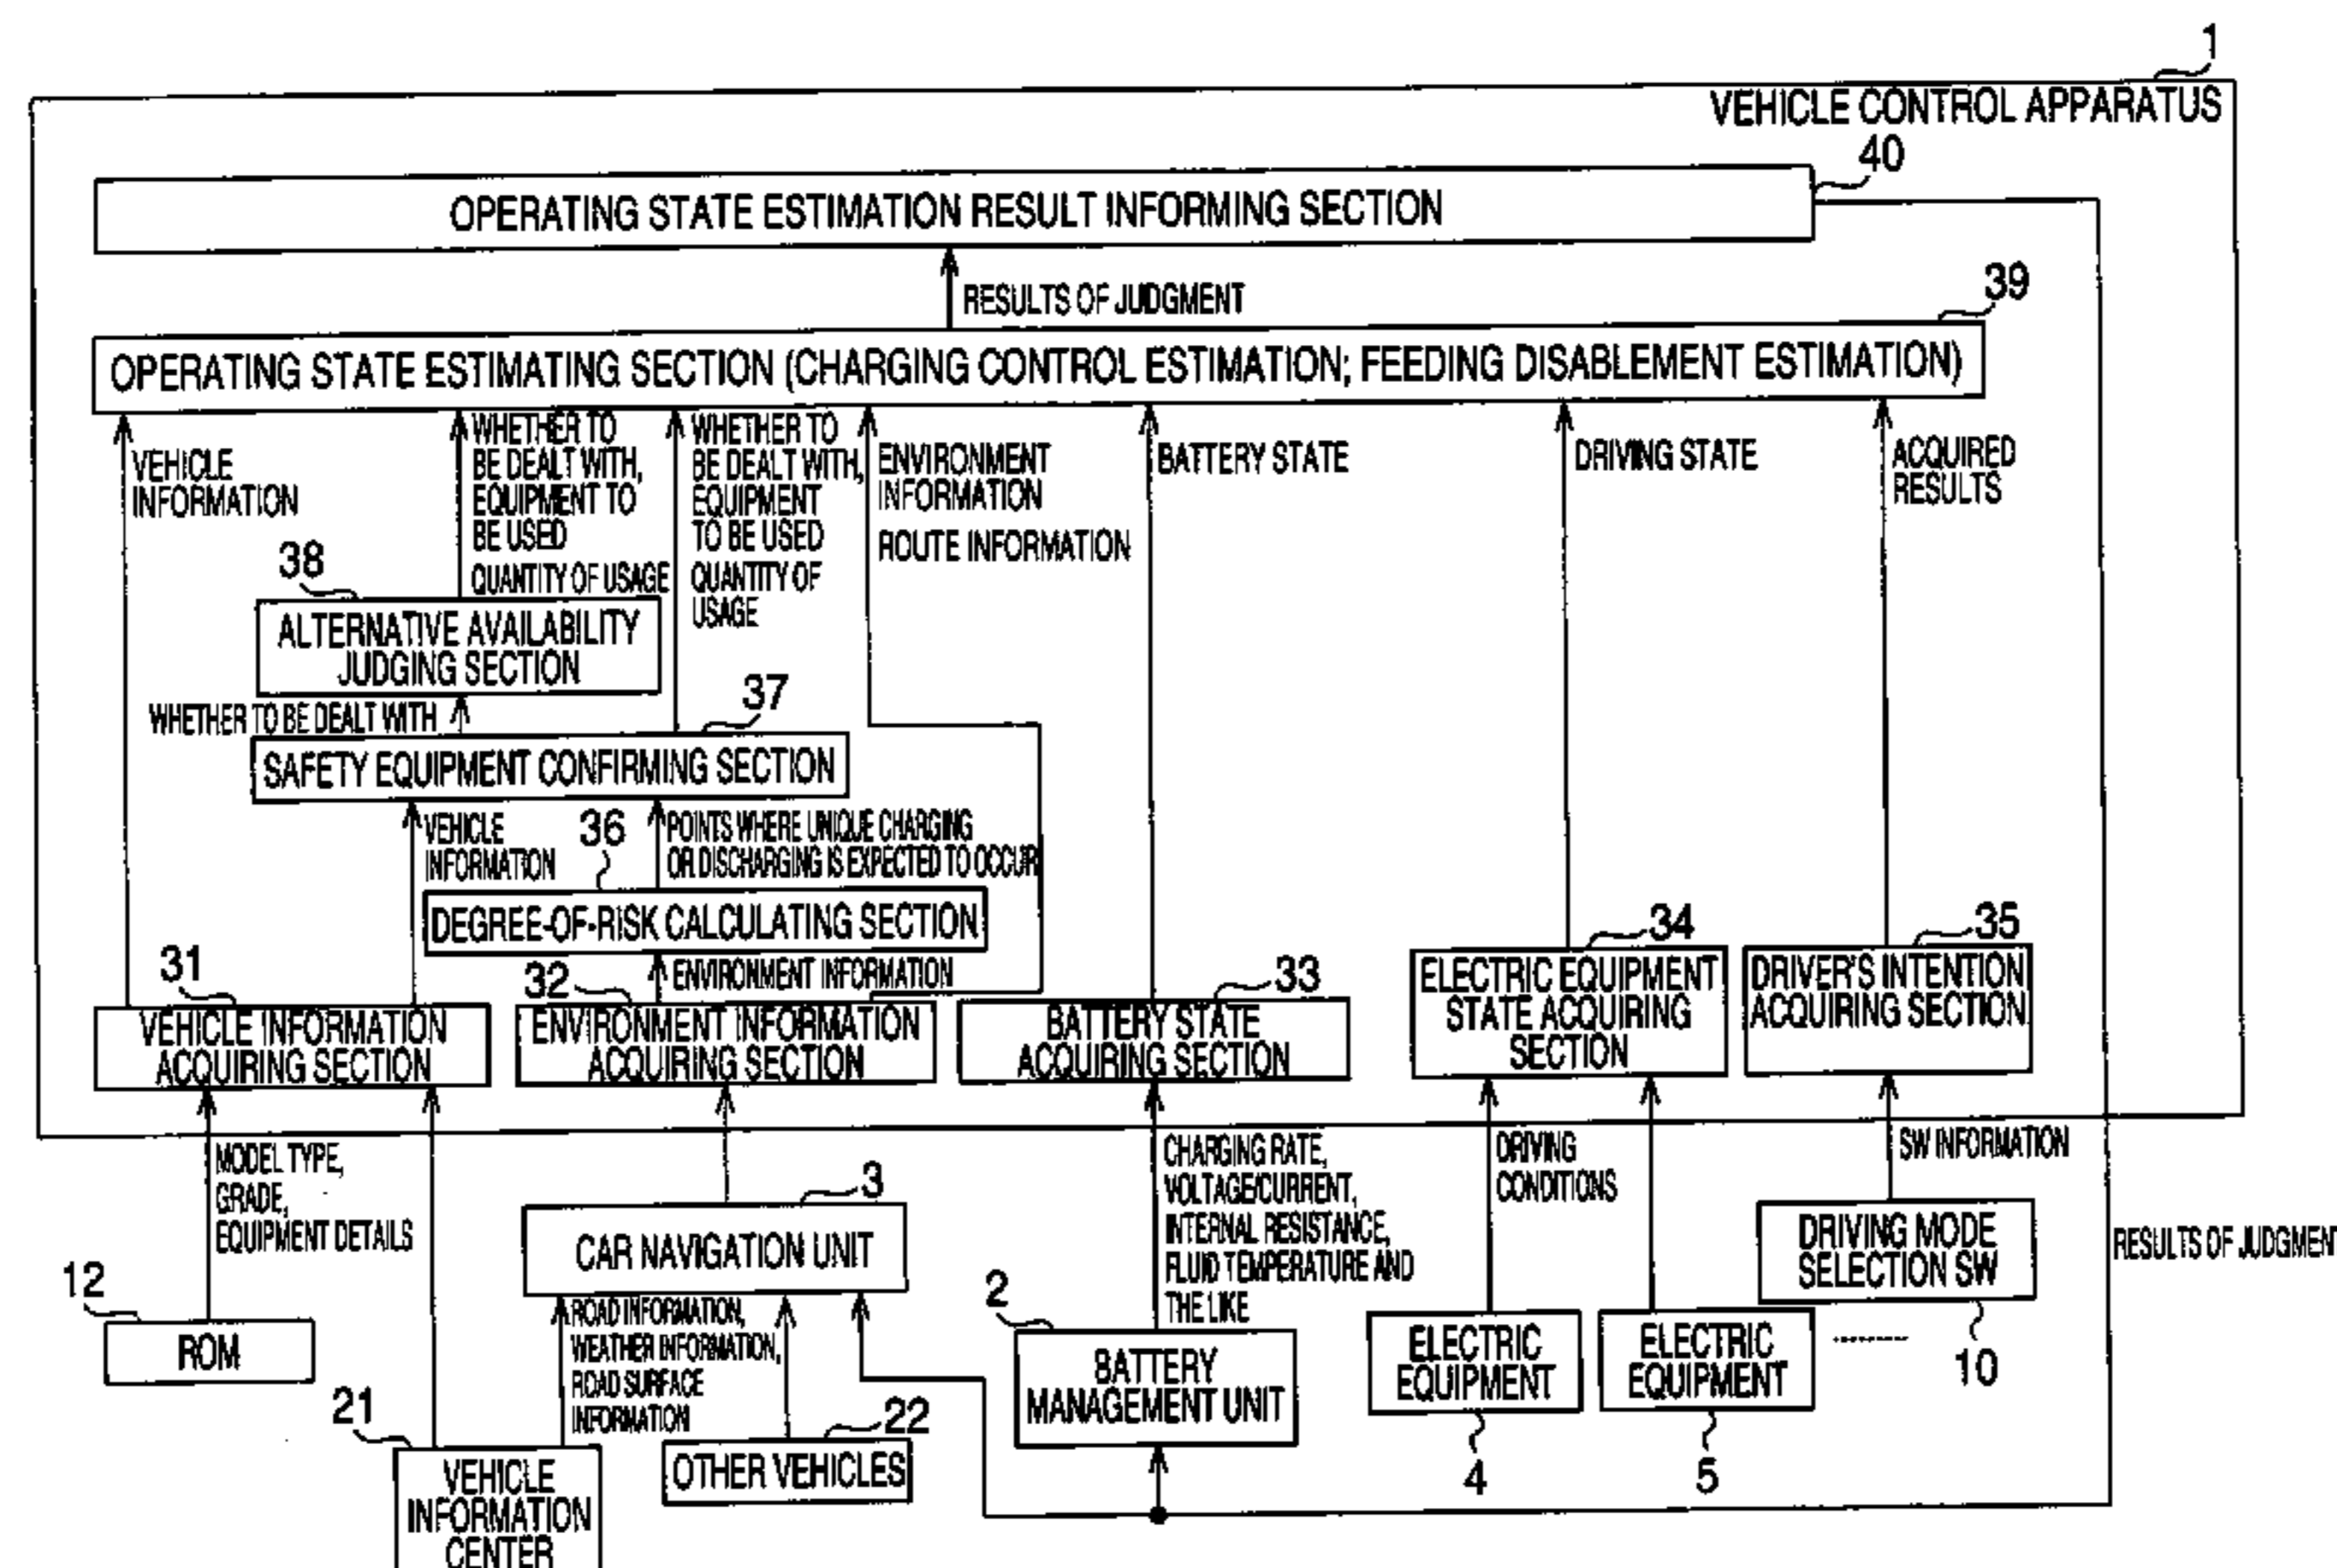 1
VEHICLE CONTROL APPARATUS
40
OPERATING STATE ESTIMATION RESULT INFORMING SECTION
RESULTS OF JUDGMENT
39
OPERATING STATE ESTIMATING SECTION (CHARGING CONTROL ESTIMATION; FEEDING DISABLEMENT ESTIMATION)
VEHICLE
INFORMATION
WHETHER TO
BE DEALT WITH,
EQUIPMENT TO
BE USED
QUANTITY OF USAGE
WHETHER TO
BE DEALT WITH,
EQUIPMENT
TO BE USED
QUANTITY OF
USAGE
ENVIRONMENT
INFORMATION
ROUTE INFORMATION
BATTERY STATE
DRIVING STATE
ACQUIRED
RESULTS
38
ALTERNATIVE AVAILABILITY
JUDGING SECTION
WHETHER TO BE DEALT WITH
37
SAFETY EQUIPMENT CONFIRMING SECTION
VEHICLE
INFORMATION
36
POINTS WHERE UNIQUE CHARGING
OR DISCHARGING IS EXPECTED TO OCCUR
DEGREE-OF-RISK CALCULATING SECTION
31
32
ENVIRONMENT INFORMATION
33
34
35
VEHICLE INFORMATION
ACQUIRING SECTION
ENVIRONMENT INFORMATION
ACQUIRING SECTION
BATTERY STATE
ACQUIRING SECTION
ELECTRIC EQUIPMENT
STATE ACQUIRING
SECTION
DRIVER'S INTENTION
ACQUIRING SECTION
MODEL TYPE,
GRADE,
EQUIPMENT DETAILS
3
CAR NAVIGATION UNIT
CHARGING RATE,
VOLTAGE/CURRENT,
INTERNAL RESISTANCE,
FLUID TEMPERATURE AND
THE LIKE
DRIVING
CONDITIONS
SW INFORMATION
DRIVING MODE
SELECTION SW
10
RESULTS OF JUDGMENT
12
ROM
ROAD INFORMATION,
WEATHER INFORMATION,
ROAD SURFACE
INFORMATION
2
BATTERY
MANAGEMENT UNIT
ELECTRIC
EQUIPMENT
4
ELECTRIC
EQUIPMENT
5
21
VEHICLE
INFORMATION
CENTER
22
OTHER VEHICLES